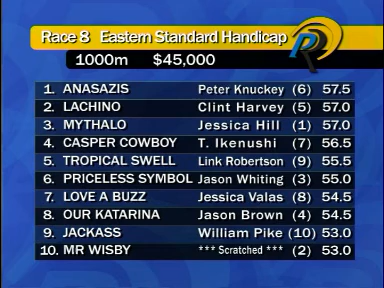 Race 8 Eastern Standard Handicap
1000m $45,000
1. ANASAZIS Peter Knuckey (6) 57.5
2. LACHINO Clint Harvey (5) 57.0
3. MYTHALO Jessica Hill (1) 57.0
4. CASPER COWBOY T. Ikenushi (7) 56.5
5. TROPICAL SWELL Link Robertson (9) 55.5
6. PRICELESS SYMBOL Jason Whiting (3) 55.0
7. LOVE A BUZZ Jessica Valas (8) 54.5
8. OUR KATARINA Jason Brown (4) 54.5
9. JACKASS William Pike (10) 53.0
10. MR WISBY *** Scratched *** (2) 53.0